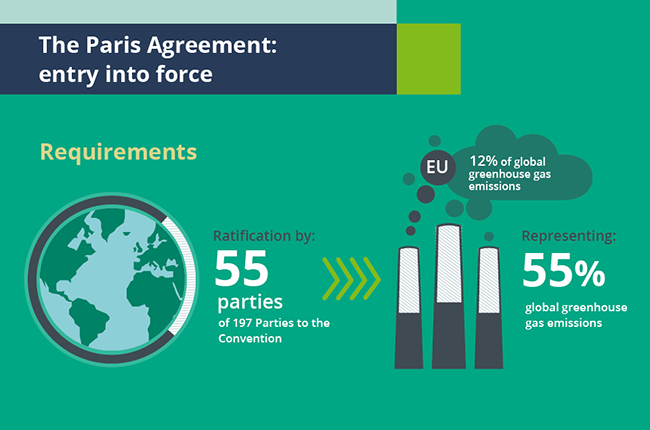 The Paris Agreement:
entry into force
Requirements
Ratification by:
55
parties
of 197 Parties to the
Convention
EU
12% of global
greenhouse gas
emissions
Representing:
55%
global greenhouse
gas emissions